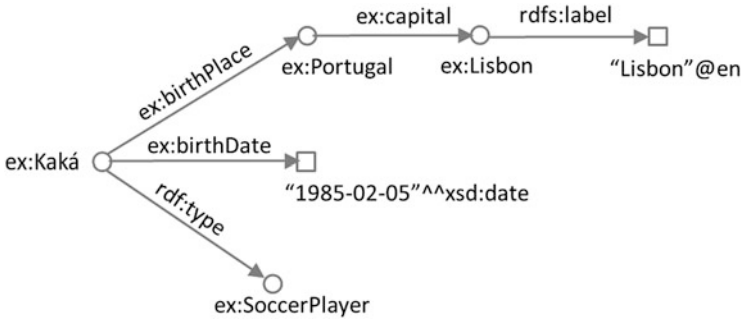 ex:capital
rdfs:label
ex:birthPlace
ex:Portugal
ex:Lisbon
“Lisbon”@en
ex:Kaká
ex:birthDate
“1985-02-05”^^xsd:date
rdf:type
ex:SoccerPlayer